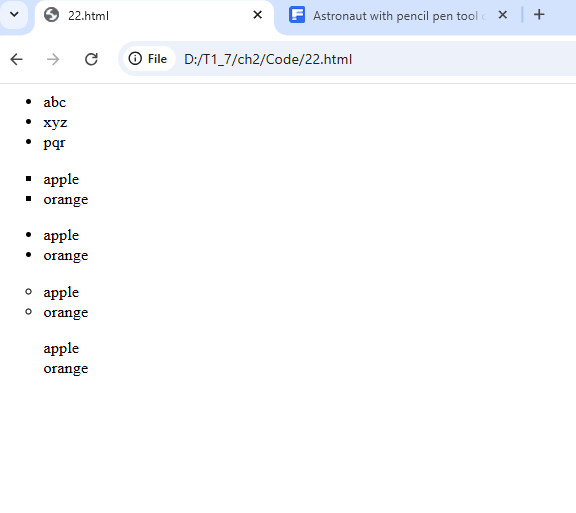 22.html
Astronaut with pencil pen tool
File D:/T1_7/ch2/Code/22.html
abc
xyz
pqr
apple
orange
apple
orange
apple
orange
apple
orange